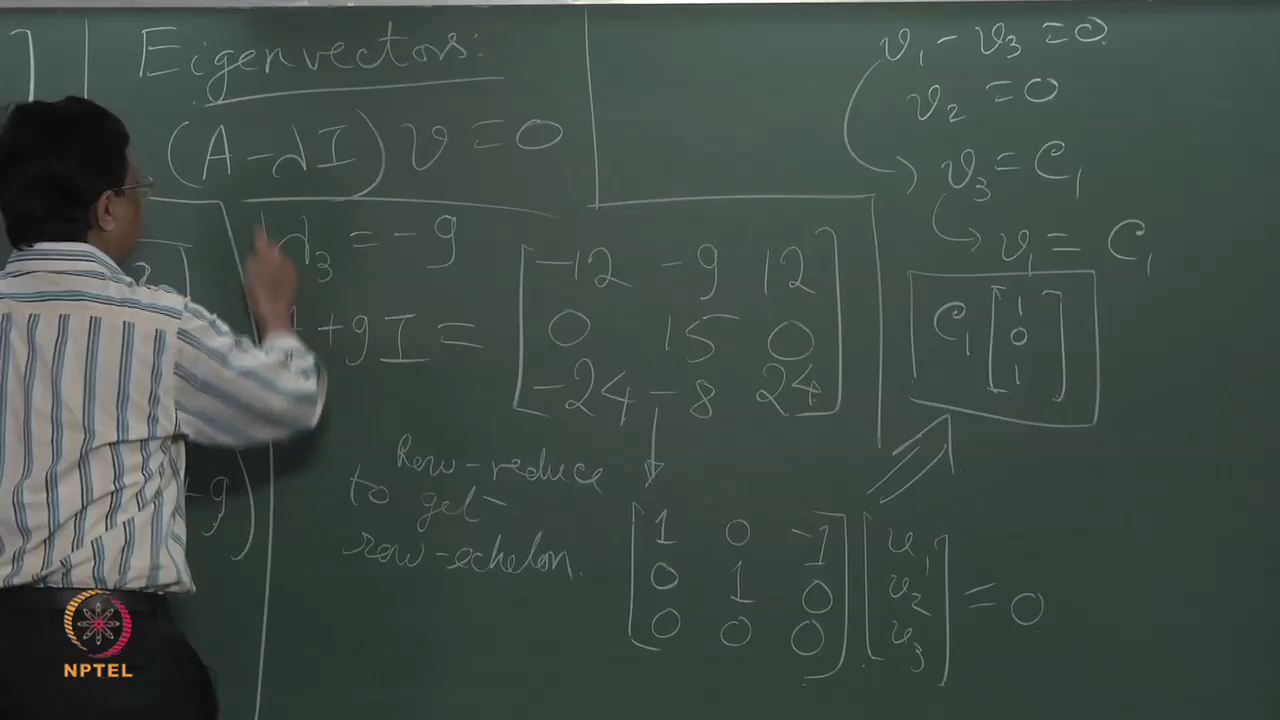 Eigenvectors:
(A - λI) v = 0
λ₃ = -9
+ 9I =
[ -12 -9 12 ]
[ 0 15 0 ]
[ -24 -8 24 ]
Row-reduce
to get
row-echelon.
[ 1 0 -1 ] [ v₁ ]
[ 0 1 0 ] [ v₂ ] = 0
[ 0 0 0 ] [ v₃ ]
v₁ - v₃ = 0
v₂ = 0
v₃ = C₁
v₁ = C₁
C₁ [ 1 0 1 ]
9)
NPTEL